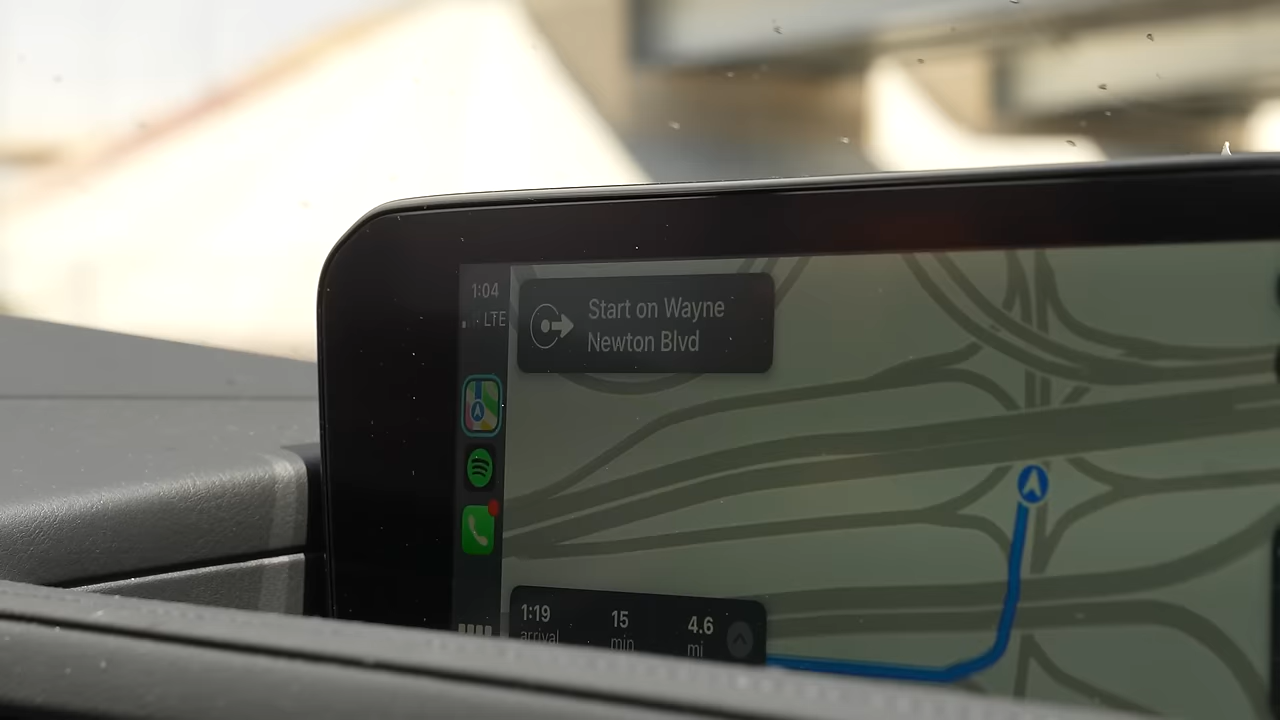 1:04
LTE
Start on Wayne
Newton Blvd
1:19 15 4.6
arrival min mi